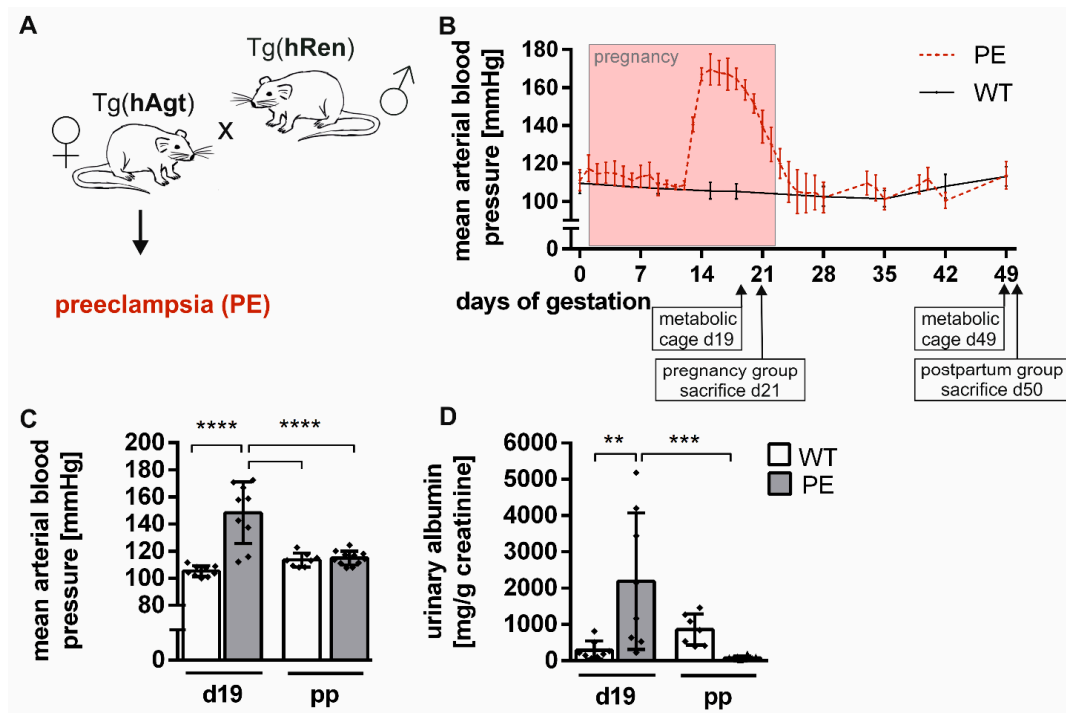 A
Tg(hRen)
Tg(hAgt)
X
preeclampsia (PE)
B
mean arterial blood
pressure [mmHg]
180
160
140
120
100
0
pregnancy
PE
WT
0 7 14 21 28 35 42 49
days of gestation
metabolic
cage d19
pregnancy group
sacrifice d21
metabolic
cage d49
postpartum group
sacrifice d50
C
mean arterial blood
pressure [mmHg]
200
180
160
140
120
100
80
0
**** ****
d19 pp
D
urinary albumin
[mg/g creatinine]
6000
5000
4000
3000
2000
1000
0
** ***
WT
PE
d19 pp